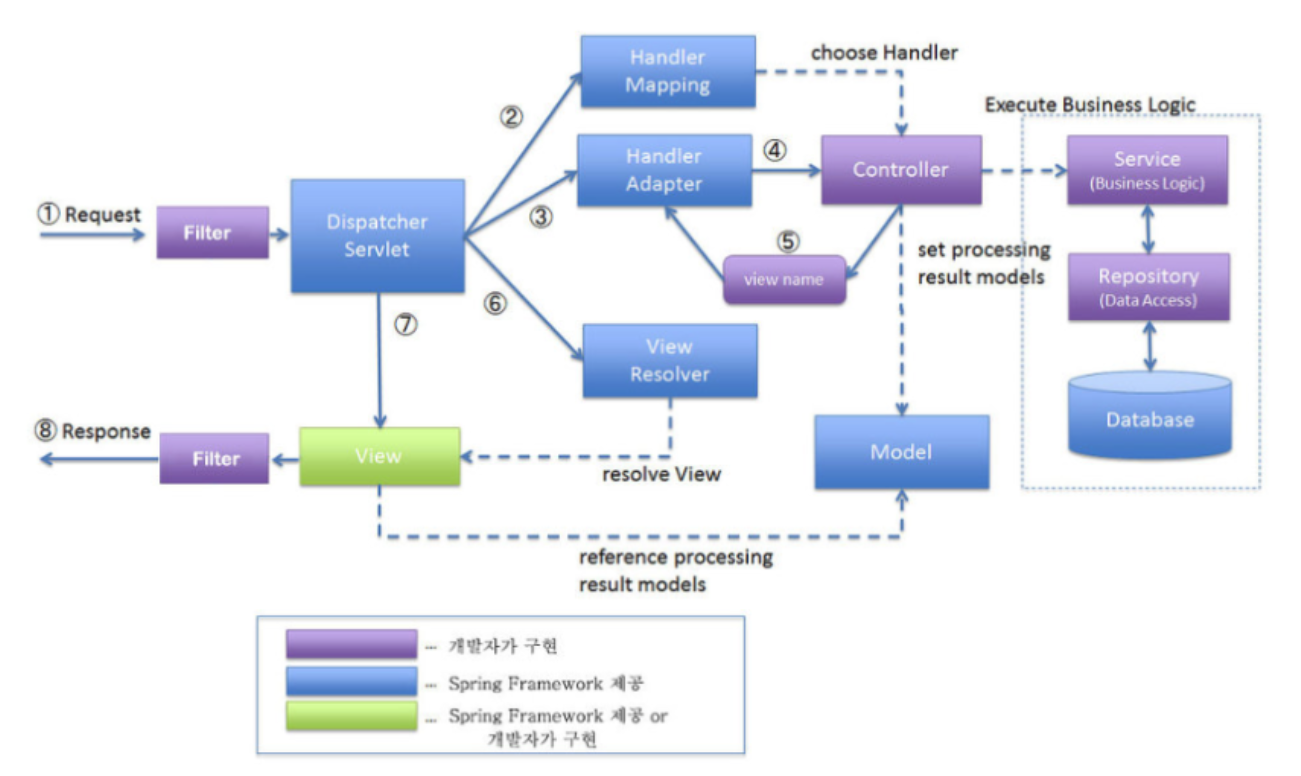 Handler
Mapping
choose Handler
②
Execute Business Logic
Handler
Adapter
④
Controller
Service
(Business Logic)
① Request
Filter
Dispatcher
Servlet
③
⑤
view name
set processing
result models
Repository
(Data Access)
⑥
⑦
View
Resolver
Database
⑧ Response
Filter
View
resolve View
Model
reference processing
result models
... 개발자가 구현
... Spring Framework 제공
... Spring Framework 제공 or
개발자가 구현